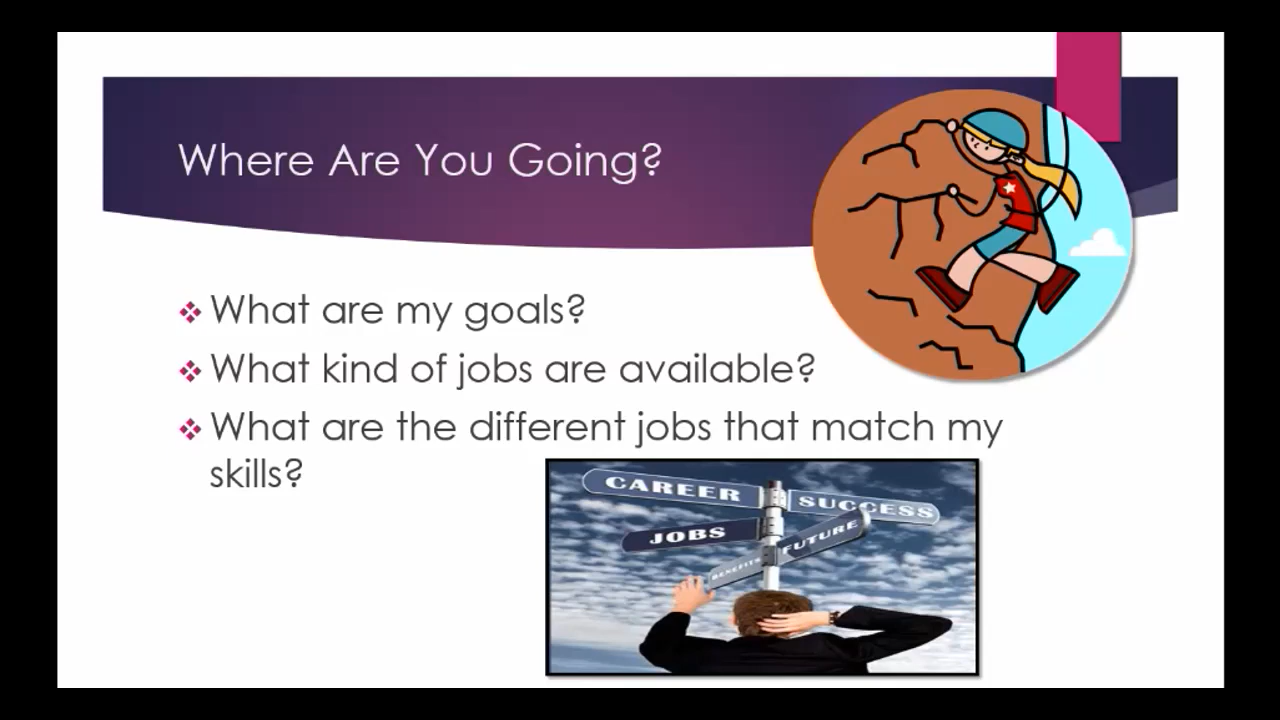 Where Are You Going?
What are my goals?
What kind of jobs are available?
What are the different jobs that match my
skills?
CAREER
SUCCESS
JOBS
FUTURE
BENEFITS